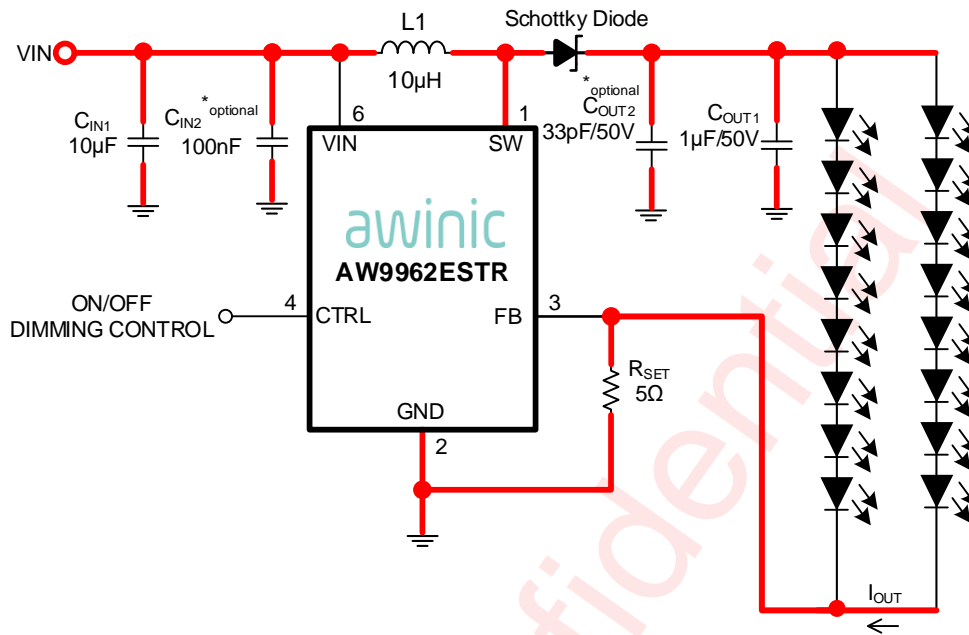 Schottky Diode
L1
VIN
10µH
*optional
COUT2
33pF/50V
COUT1
1µF/50V
CIN1
10µF
CIN2 *optional
100nF
6
1
VIN
SW
awinic
AW9962ESTR
ON/OFF
DIMMING CONTROL
4
CTRL
FB
3
RSET
5Ω
GND
2
IOUT
fidential